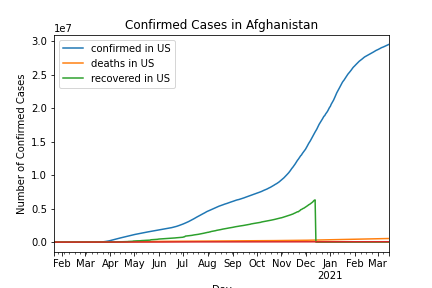 Confirmed Cases in Afghanistan
1e7
confirmed in US
deaths in US
recovered in US
Number of Confirmed Cases
3.0
2.5
2.0
1.5
1.0
0.5
0.0
Feb Mar Apr May Jun Jul Aug Sep Oct Nov Dec Jan Feb Mar
2021